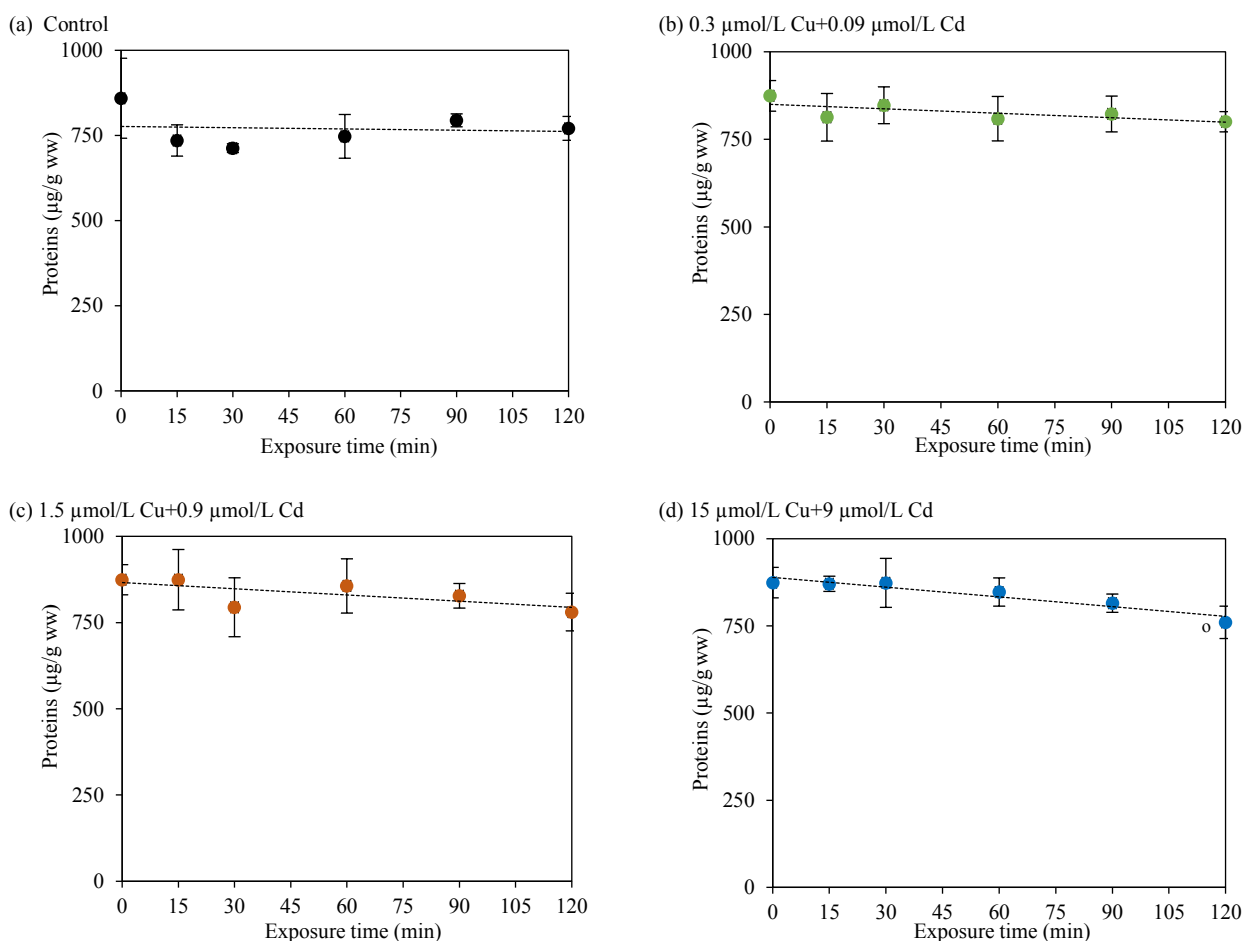 (a) Control
1000
750
500
250
0
Proteins (µg/g ww)
0 15 30 45 60 75 90 105 120
Exposure time (min)
(b) 0.3 µmol/L Cu+0.09 µmol/L Cd
1000
750
500
250
0
Proteins (µg/g ww)
0 15 30 45 60 75 90 105 120
Exposure time (min)
(c) 1.5 µmol/L Cu+0.9 µmol/L Cd
1000
750
500
250
0
Proteins (µg/g ww)
0 15 30 45 60 75 90 105 120
Exposure time (min)
(d) 15 µmol/L Cu+9 µmol/L Cd
1000
750
500
250
0
Proteins (µg/g ww)
o
0 15 30 45 60 75 90 105 120
Exposure time (min)